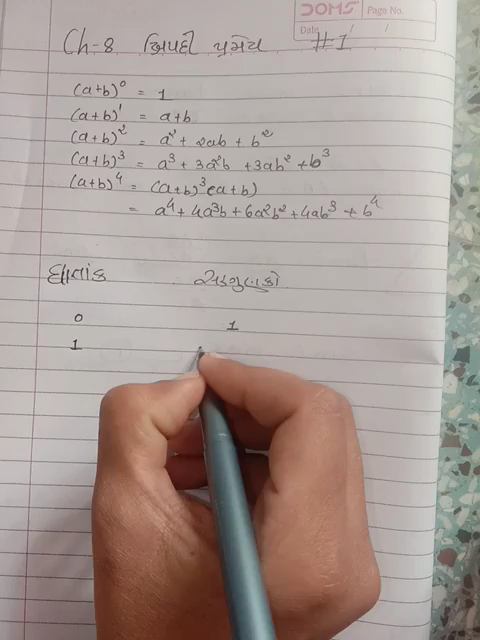 DOMS Page No.
Date / /
Ch-8 દ્વિપદી પ્રમેય #1
(a+b)⁰ = 1
(a+b)¹ = a+b
(a+b)² = a² + 2ab + b²
(a+b)³ = a³ + 3a²b + 3ab² + b³
(a+b)⁴ = (a+b)³(a+b)
= a⁴ + 4a³b + 6a²b² + 4ab³ + b⁴
ઘાતાંક સહગુણકો
0 1
1